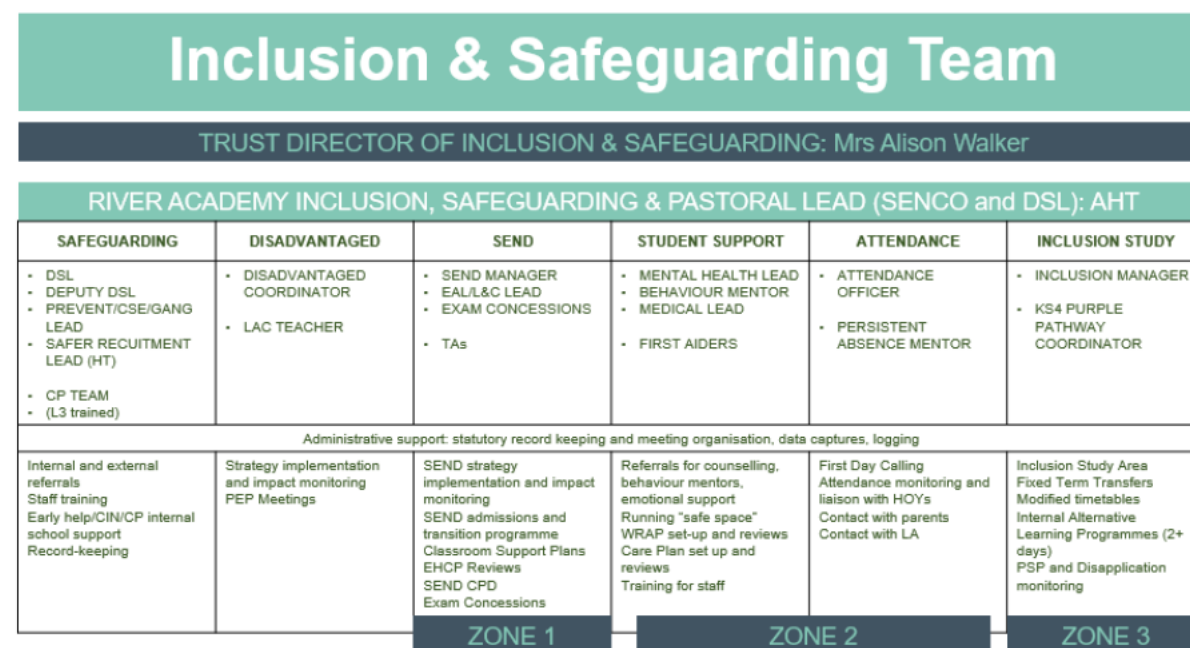 Inclusion & Safeguarding Team
TRUST DIRECTOR OF INCLUSION & SAFEGUARDING: Mrs Alison Walker
RIVER ACADEMY INCLUSION, SAFEGUARDING & PASTORAL LEAD (SENCO and DSL): AHT
SAFEGUARDING
• DSL
• DEPUTY DSL
• PREVENT/CSE/GANG
LEAD
• SAFER RECUITMENT
LEAD (HT)
• CP TEAM
• (L3 trained)
DISADVANTAGED
• DISADVANTAGED
COORDINATOR
• LAC TEACHER
SEND
• SEND MANAGER
• EAL/L&C LEAD
• EXAM CONCESSIONS
• TAs
STUDENT SUPPORT
• MENTAL HEALTH LEAD
• BEHAVIOUR MENTOR
• MEDICAL LEAD
• FIRST AIDERS
ATTENDANCE
• ATTENDANCE
OFFICER
• PERSISTENT
ABSENCE MENTOR
INCLUSION STUDY
• INCLUSION MANAGER
• KS4 PURPLE
PATHWAY
COORDINATOR
Administrative support: statutory record keeping and meeting organisation, data captures, logging
Internal and external
referrals
Staff training
Early help/CIN/CP internal
school support
Record-keeping
Strategy implementation
and impact monitoring
PEP Meetings
SEND strategy
implementation and impact
monitoring
SEND admissions and
transition programme
Classroom Support Plans
EHCP Reviews
SEND CPD
Exam Concessions
Referrals for counselling,
behaviour mentors,
emotional support
Running "safe space"
WRAP set-up and reviews
Care Plan set up and
reviews
Training for staff
First Day Calling
Attendance monitoring and
liaison with HOYs
Contact with parents
Contact with LA
Inclusion Study Area
Fixed Term Transfers
Modified timetables
Internal Alternative
Learning Programmes (2+
days)
PSP and Disapplication
monitoring
ZONE 1
ZONE 2
ZONE 3